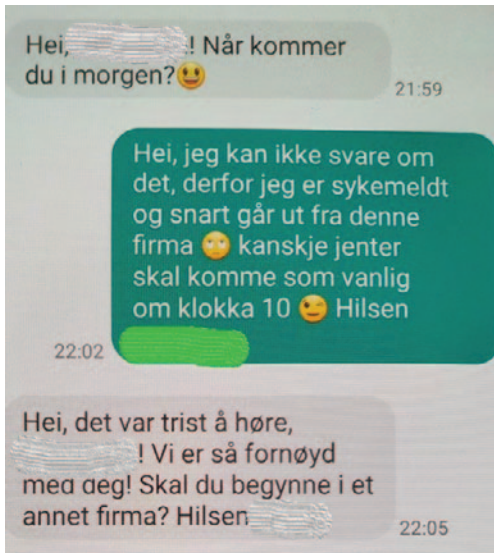 Hei, ! Når kommer
du i morgen?😃
21:59
Hei, jeg kan ikke svare om
det, derfor jeg er sykemeldt
og snart går ut fra denne
firma 🙄 kanskje jenter
skal komme som vanlig
om klokka 10 😉 Hilsen
22:02
Hei, det var trist å høre,
! Vi er så fornøyd
med deg! Skal du begynne i et
annet firma? Hilsen
22:05